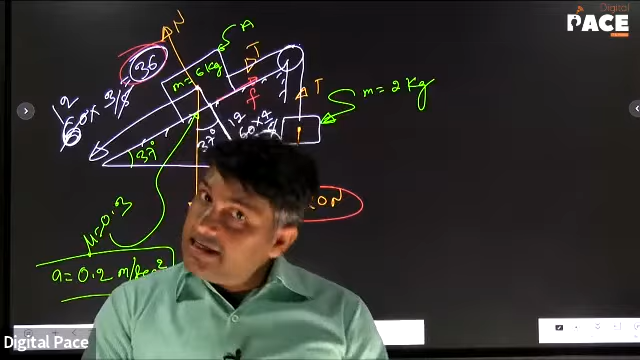 Digital
PACE
N
A
36
T
m = 6 kg
f
T
m = 2 kg
12
60 × 3/5
12
60 × 4/5
37°
37°
μ = 0.3
a = 0.2 m/sec²
Digital Pace